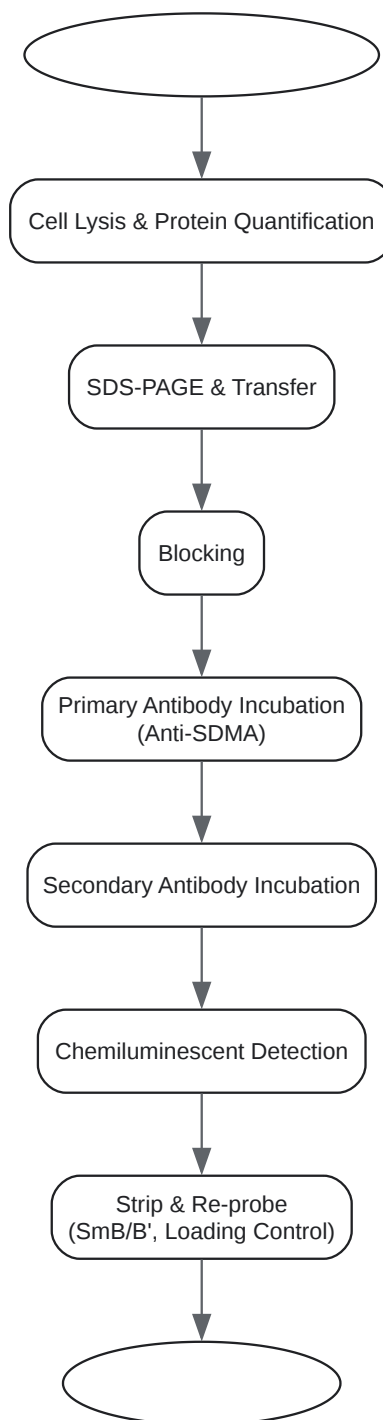 Cell Lysis & Protein Quantification
SDS-PAGE & Transfer
Blocking
Primary Antibody Incubation
(Anti-SDMA)
Secondary Antibody Incubation
Chemiluminescent Detection
Strip & Re-probe
(SmB/B', Loading Control)